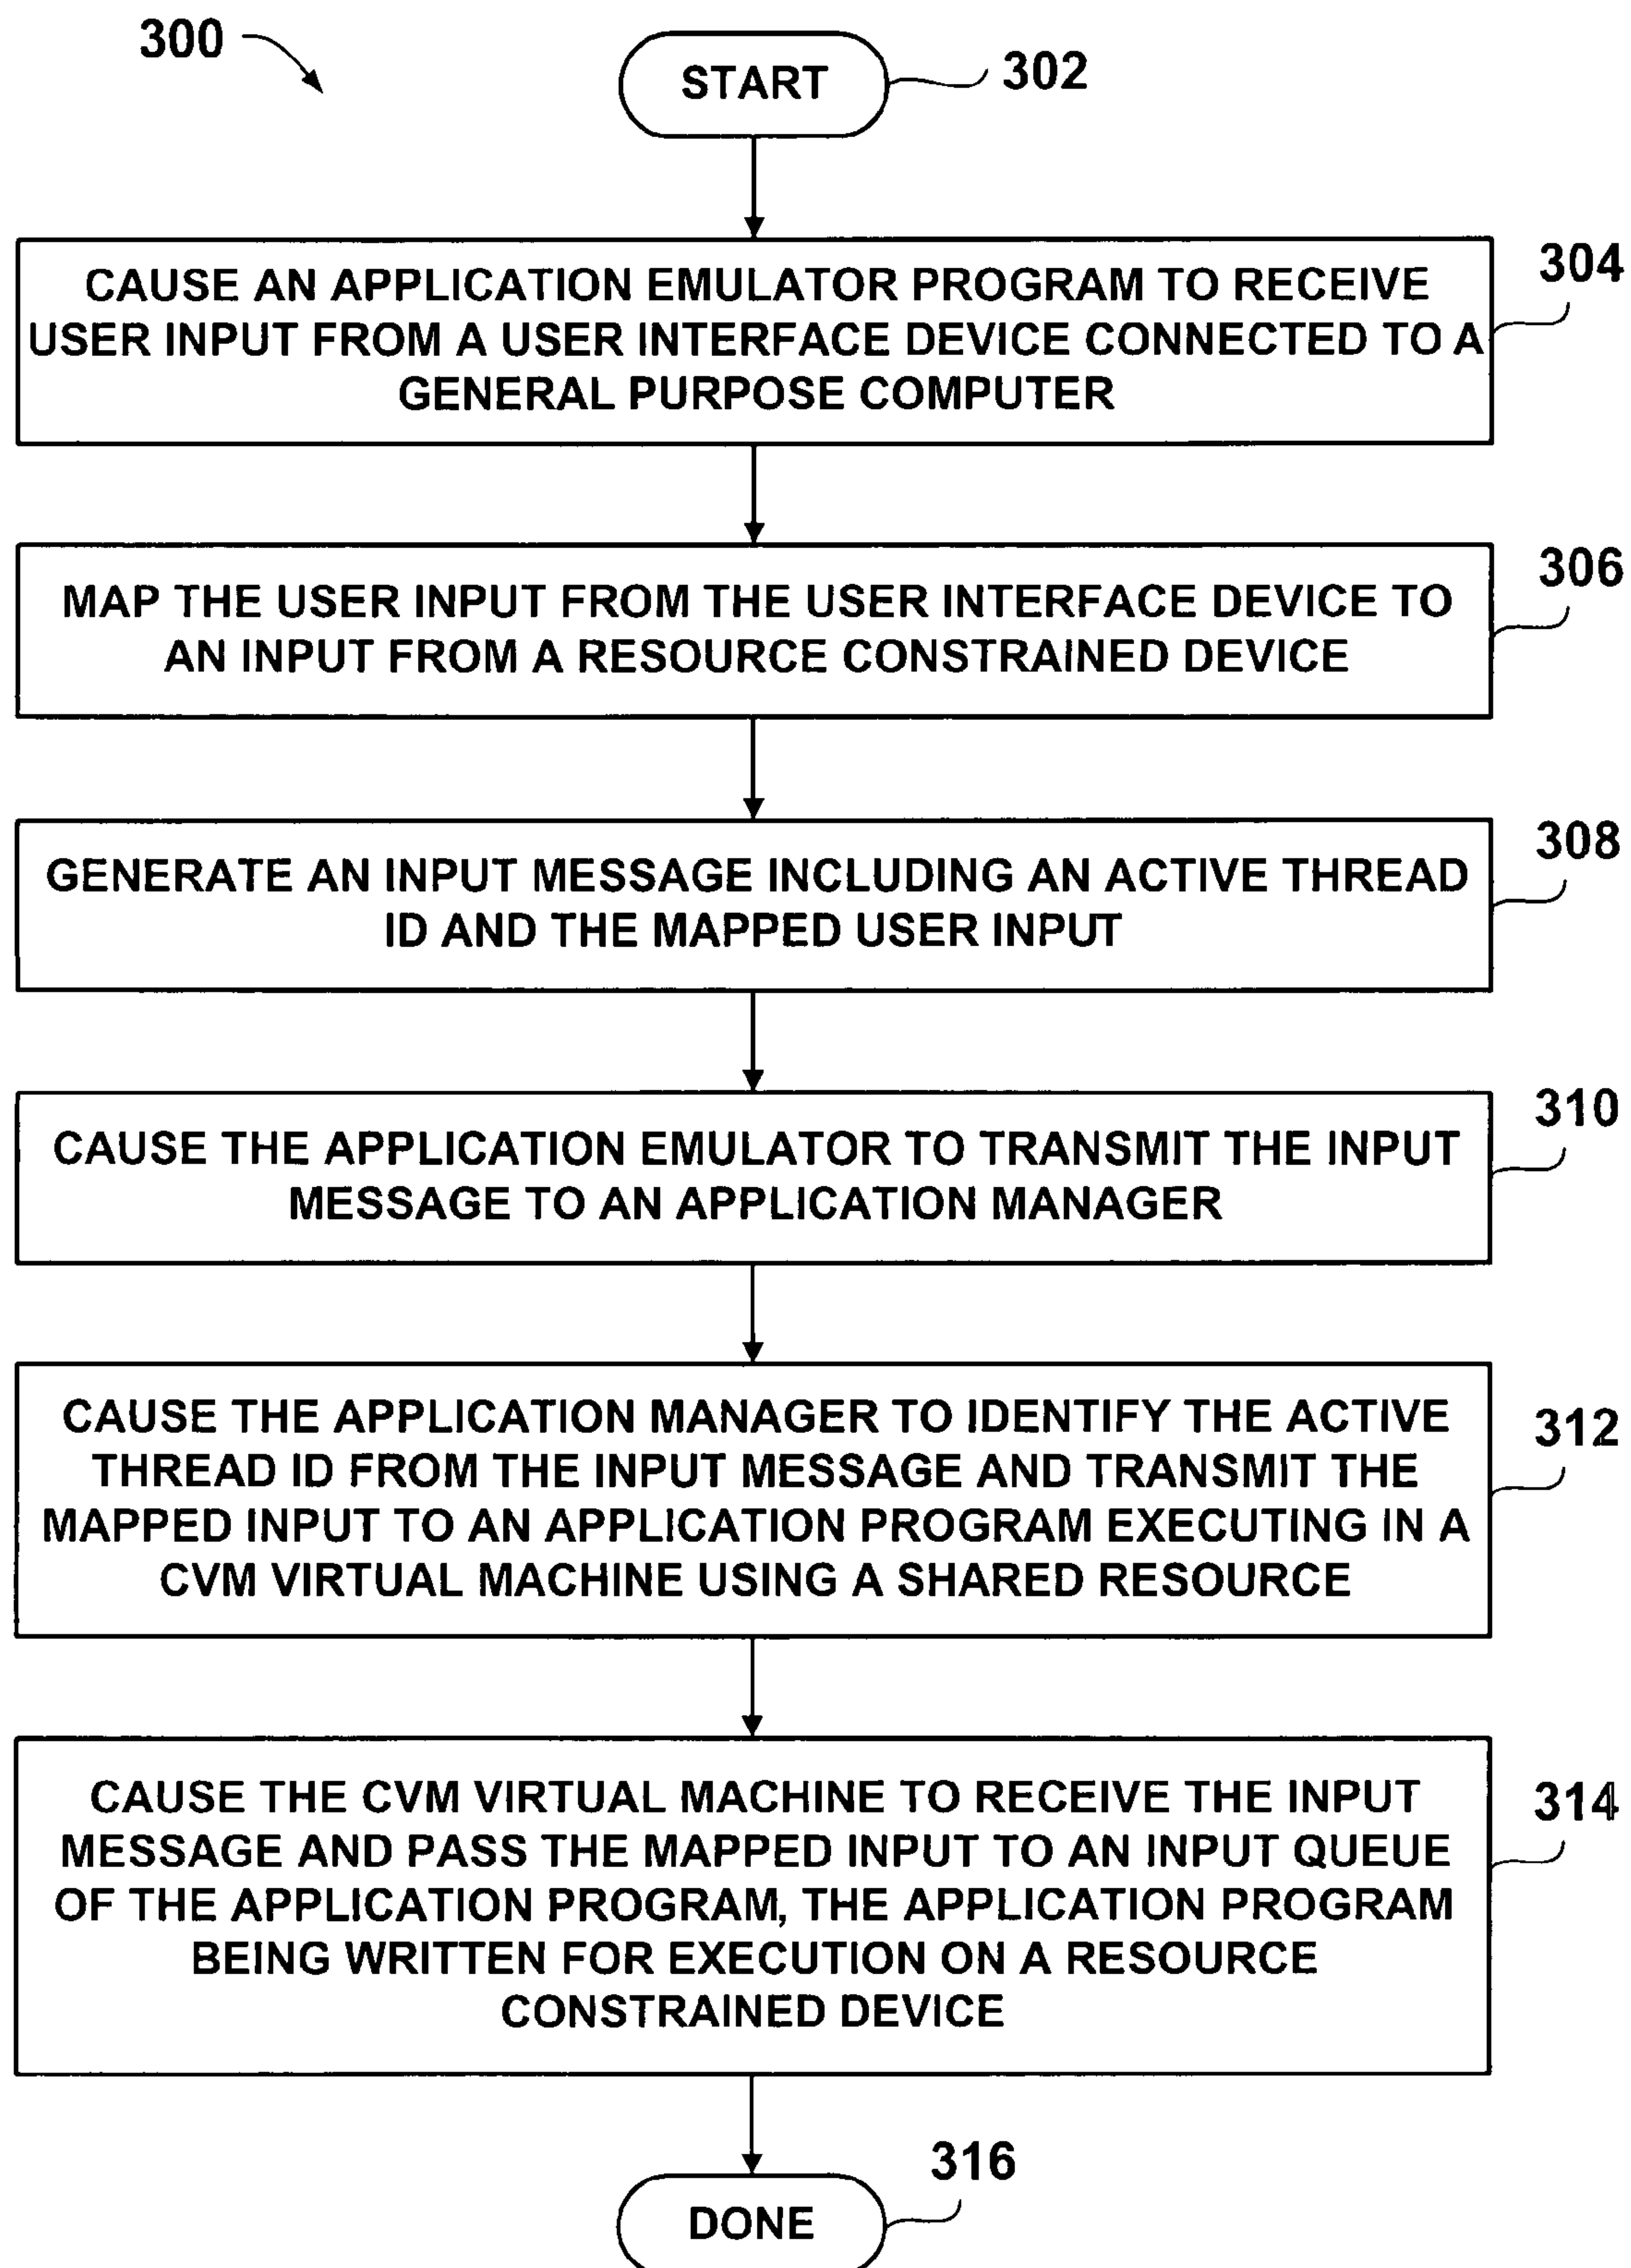 300
START
302
CAUSE AN APPLICATION EMULATOR PROGRAM TO RECEIVE
USER INPUT FROM A USER INTERFACE DEVICE CONNECTED TO A
GENERAL PURPOSE COMPUTER
304
MAP THE USER INPUT FROM THE USER INTERFACE DEVICE TO
AN INPUT FROM A RESOURCE CONSTRAINED DEVICE
306
GENERATE AN INPUT MESSAGE INCLUDING AN ACTIVE THREAD
ID AND THE MAPPED USER INPUT
308
CAUSE THE APPLICATION EMULATOR TO TRANSMIT THE INPUT
MESSAGE TO AN APPLICATION MANAGER
310
CAUSE THE APPLICATION MANAGER TO IDENTIFY THE ACTIVE
THREAD ID FROM THE INPUT MESSAGE AND TRANSMIT THE
MAPPED INPUT TO AN APPLICATION PROGRAM EXECUTING IN A
CVM VIRTUAL MACHINE USING A SHARED RESOURCE
312
CAUSE THE CVM VIRTUAL MACHINE TO RECEIVE THE INPUT
MESSAGE AND PASS THE MAPPED INPUT TO AN INPUT QUEUE
OF THE APPLICATION PROGRAM, THE APPLICATION PROGRAM
BEING WRITTEN FOR EXECUTION ON A RESOURCE
CONSTRAINED DEVICE
314
316
DONE